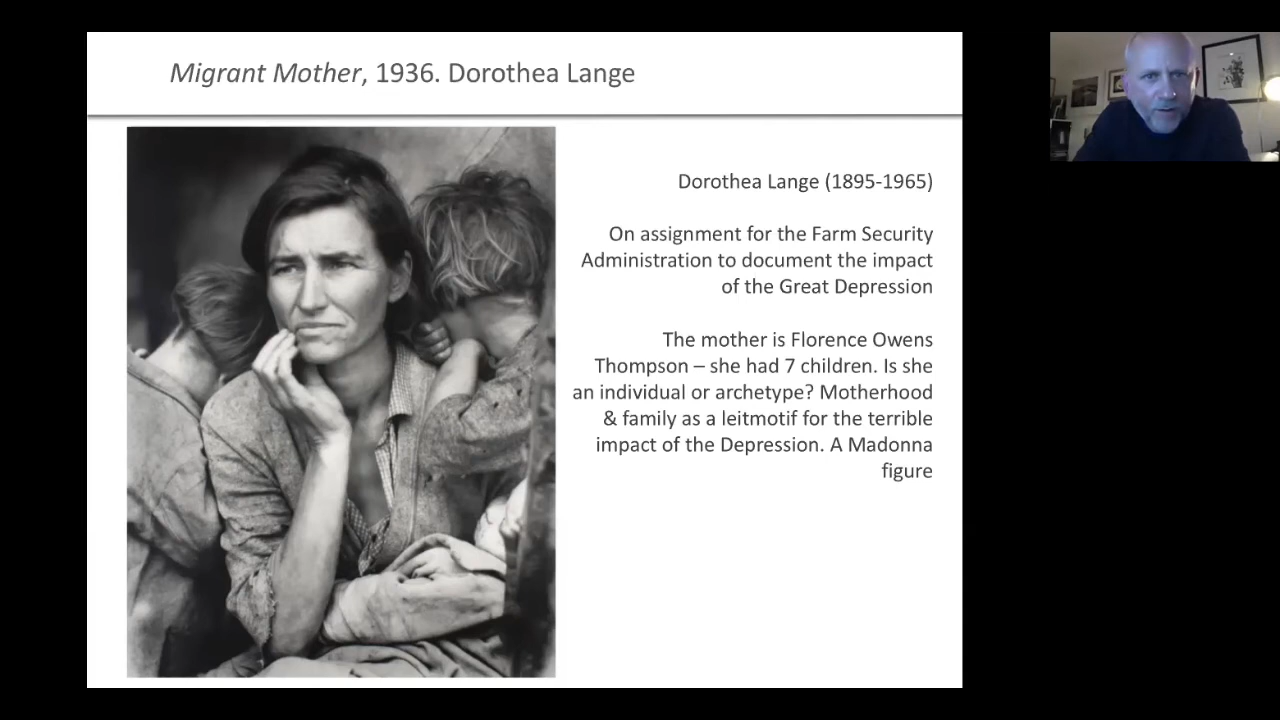 Migrant Mother, 1936. Dorothea Lange
Dorothea Lange (1895-1965)
On assignment for the Farm Security
Administration to document the impact
of the Great Depression
The mother is Florence Owens
Thompson – she had 7 children. Is she
an individual or archetype? Motherhood
& family as a leitmotif for the terrible
impact of the Depression. A Madonna
figure